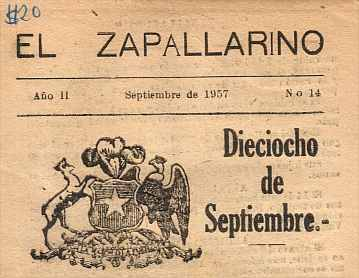 #20
EL ZAPALLARINO
Año II Septiembre de 1957 No 14
Dieciocho
de
Septiembre.-